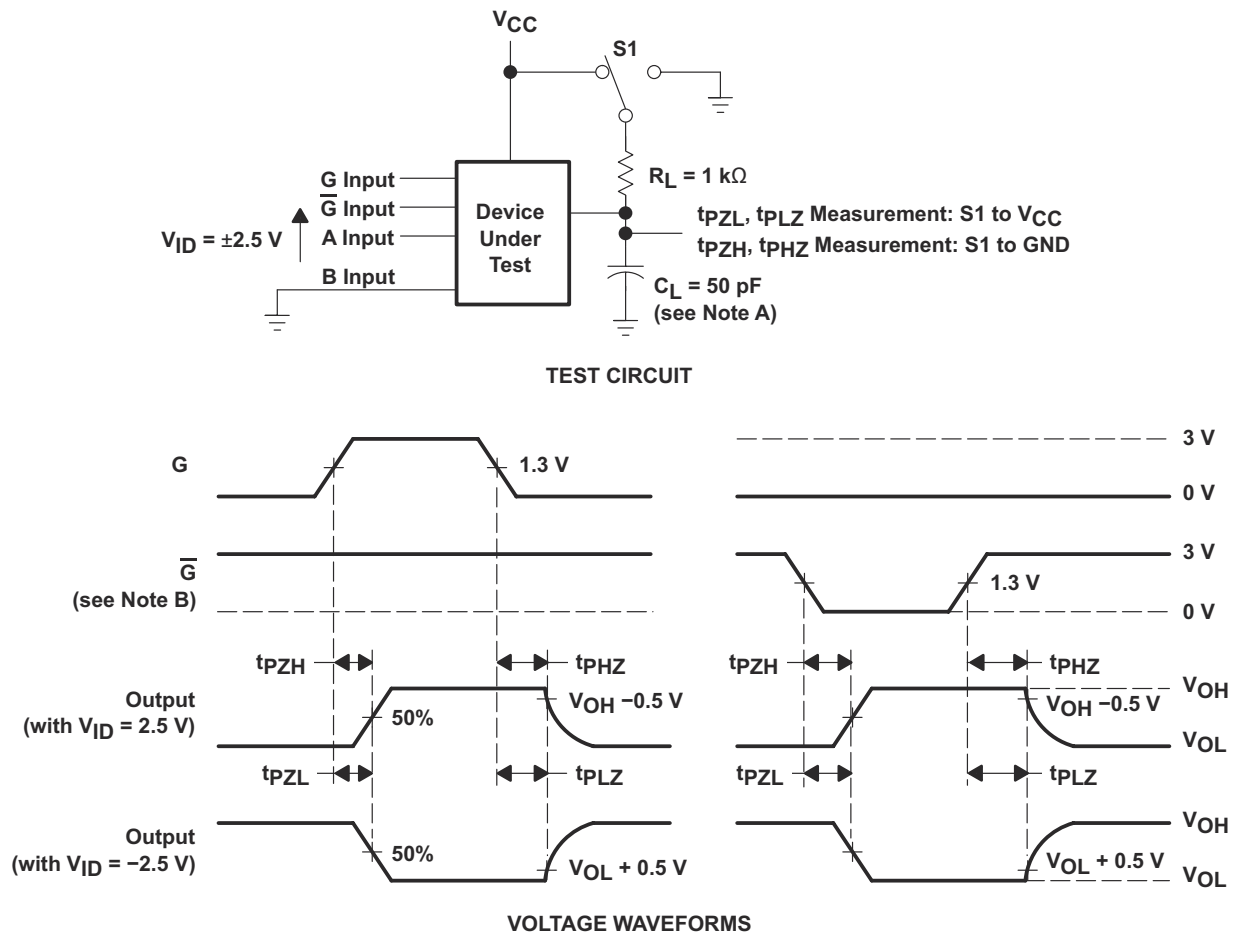 VCC
S1
G Input
G̅ Input
A Input
B Input
VID = ±2.5 V
Device
Under
Test
RL = 1 kΩ
tPZL, tPLZ Measurement: S1 to VCC
tPZH, tPHZ Measurement: S1 to GND
CL = 50 pF
(see Note A)
TEST CIRCUIT
G
1.3 V
3 V
0 V
G̅
(see Note B)
1.3 V
3 V
0 V
tPZH
tPHZ
tPZH
tPHZ
Output
(with VID = 2.5 V)
50%
VOH −0.5 V
VOH −0.5 V
VOH
VOL
tPZL
tPLZ
tPZL
tPLZ
Output
(with VID = −2.5 V)
50%
VOL + 0.5 V
VOL + 0.5 V
VOH
VOL
VOLTAGE WAVEFORMS